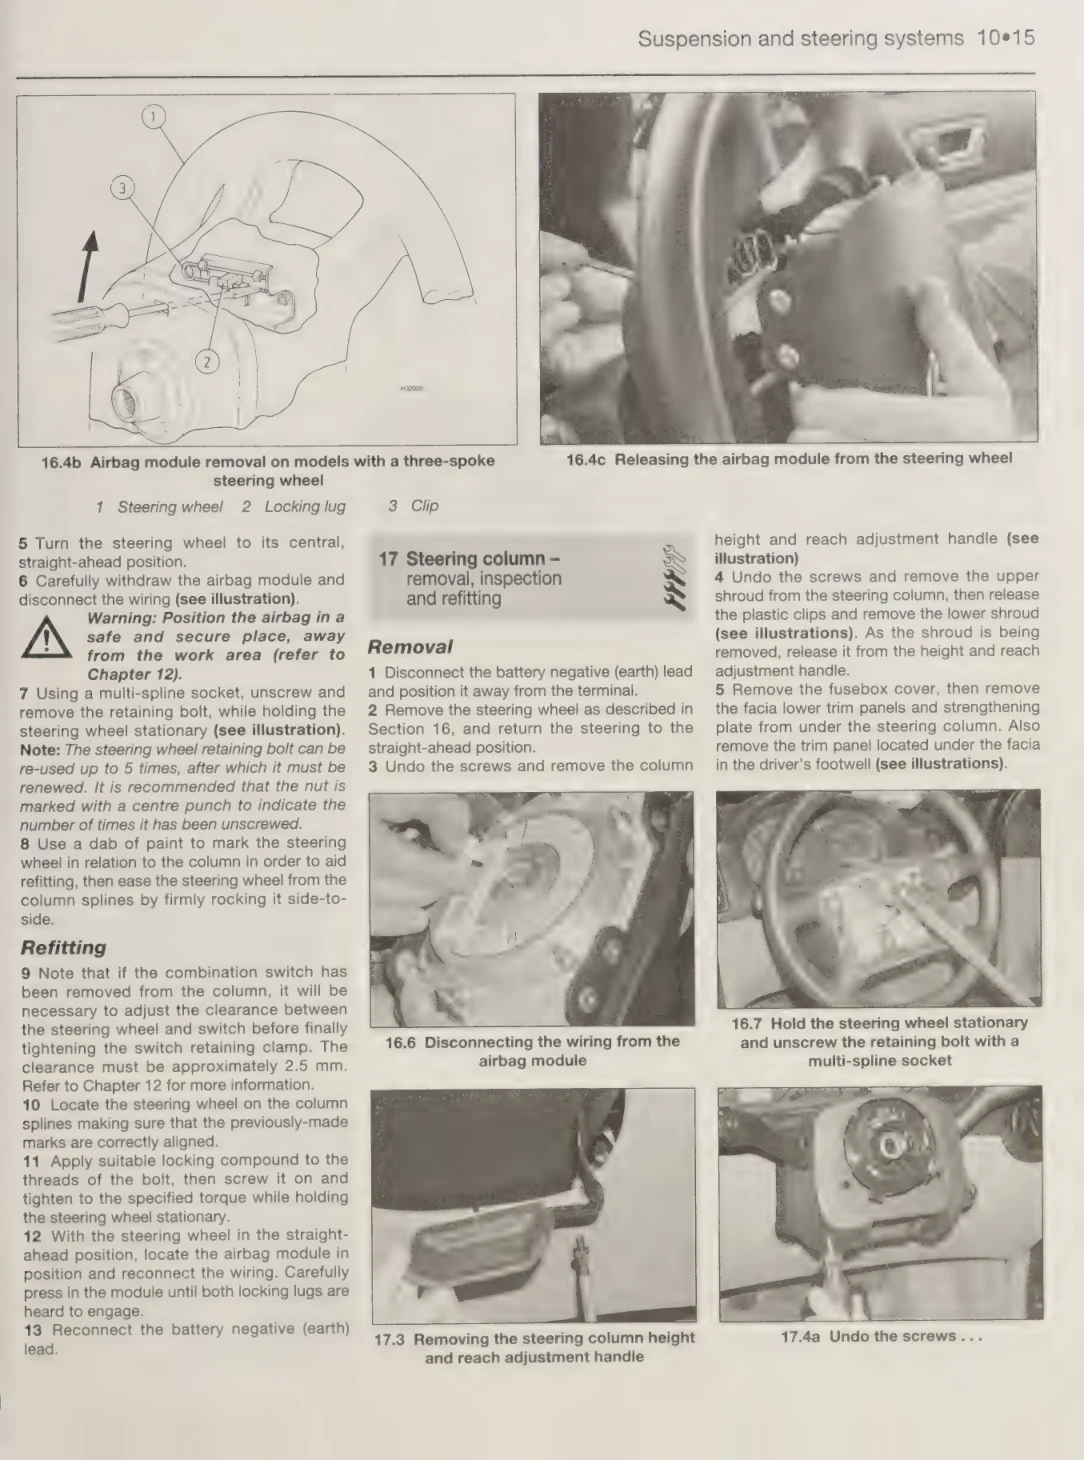 Suspension and steering systems 10•15
1
3
2
16.4b Airbag module removal on models with a three-spoke
steering wheel
1 Steering wheel 2 Locking lug 3 Clip
16.4c Releasing the airbag module from the steering wheel
5 Turn the steering wheel to its central,
straight-ahead position.
6 Carefully withdraw the airbag module and
disconnect the wiring (see illustration).
Warning: Position the airbag in a
safe and secure place, away
from the work area (refer to
Chapter 12).
7 Using a multi-spline socket, unscrew and
remove the retaining bolt, while holding the
steering wheel stationary (see illustration).
Note: The steering wheel retaining bolt can be
re-used up to 5 times, after which it must be
renewed. It is recommended that the nut is
marked with a centre punch to indicate the
number of times it has been unscrewed.
8 Use a dab of paint to mark the steering
wheel in relation to the column in order to aid
refitting, then ease the steering wheel from the
column splines by firmly rocking it side-to-
side.
Refitting
9 Note that if the combination switch has
been removed from the column, it will be
necessary to adjust the clearance between
the steering wheel and switch before finally
tightening the switch retaining clamp. The
clearance must be approximately 2.5 mm.
Refer to Chapter 12 for more information.
10 Locate the steering wheel on the column
splines making sure that the previously-made
marks are correctly aligned.
11 Apply suitable locking compound to the
threads of the bolt, then screw it on and
tighten to the specified torque while holding
the steering wheel stationary.
12 With the steering wheel in the straight-
ahead position, locate the airbag module in
position and reconnect the wiring. Carefully
press in the module until both locking lugs are
heard to engage.
13 Reconnect the battery negative (earth)
lead.
17 Steering column –
removal, inspection
and refitting
Removal
1 Disconnect the battery negative (earth) lead
and position it away from the terminal.
2 Remove the steering wheel as described in
Section 16, and return the steering to the
straight-ahead position.
3 Undo the screws and remove the column
height and reach adjustment handle (see
illustration)
4 Undo the screws and remove the upper
shroud from the steering column, then release
the plastic clips and remove the lower shroud
(see illustrations). As the shroud is being
removed, release it from the height and reach
adjustment handle.
5 Remove the fusebox cover, then remove
the facia lower trim panels and strengthening
plate from under the steering column. Also
remove the trim panel located under the facia
in the driver's footwell (see illustrations).
16.6 Disconnecting the wiring from the
airbag module
16.7 Hold the steering wheel stationary
and unscrew the retaining bolt with a
multi-spline socket
17.3 Removing the steering column height
and reach adjustment handle
17.4a Undo the screws . . .